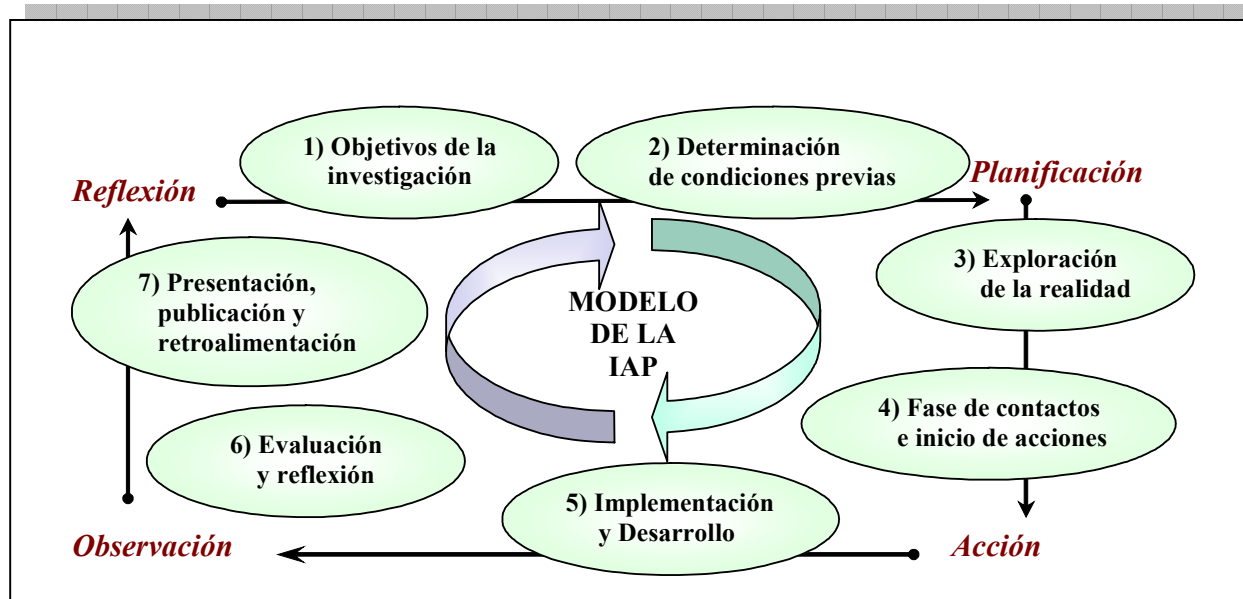 1) Objetivos de la
investigación
2) Determinación
de condiciones previas
Reflexión
Planificación
3) Exploración
de la realidad
7) Presentación,
publicación y
retroalimentación
MODELO
DE LA
IAP
4) Fase de contactos
e inicio de acciones
6) Evaluación
y reflexión
5) Implementación
y Desarrollo
Observación
Acción